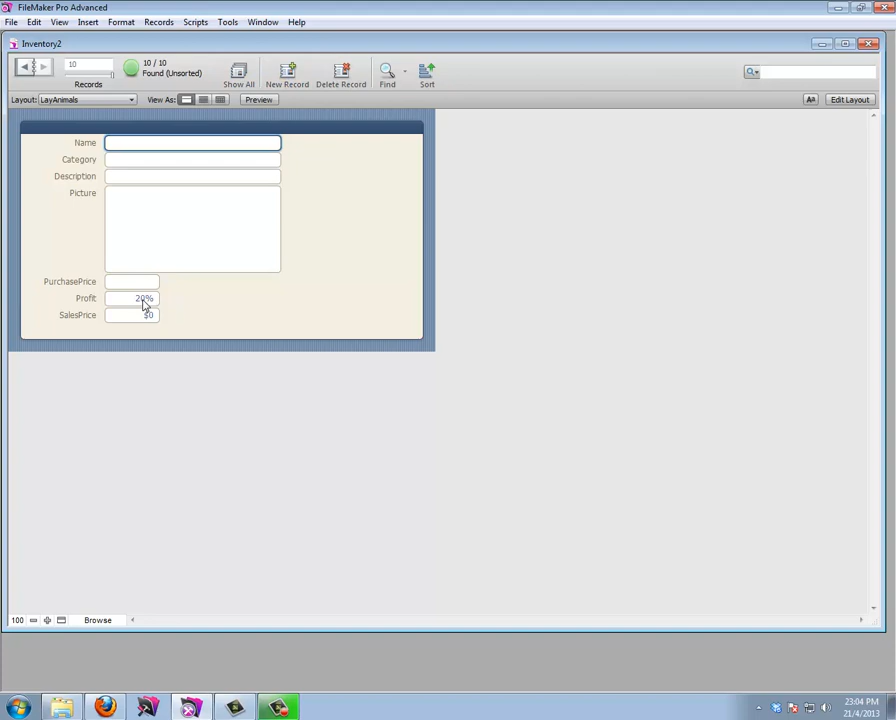 FileMaker Pro Advanced
File Edit View Insert Format Records Scripts Tools Window Help
Inventory2
10
10 / 10
Found (Unsorted)
Records
Show All
New Record
Delete Record
Find
Sort
Layout: LayAnimals
View As:
Preview
Aa
Edit Layout
Name
Category
Description
Picture
PurchasePrice
Profit 20%
SalesPrice $0
100
Browse
23:04 PM
21/4/2013